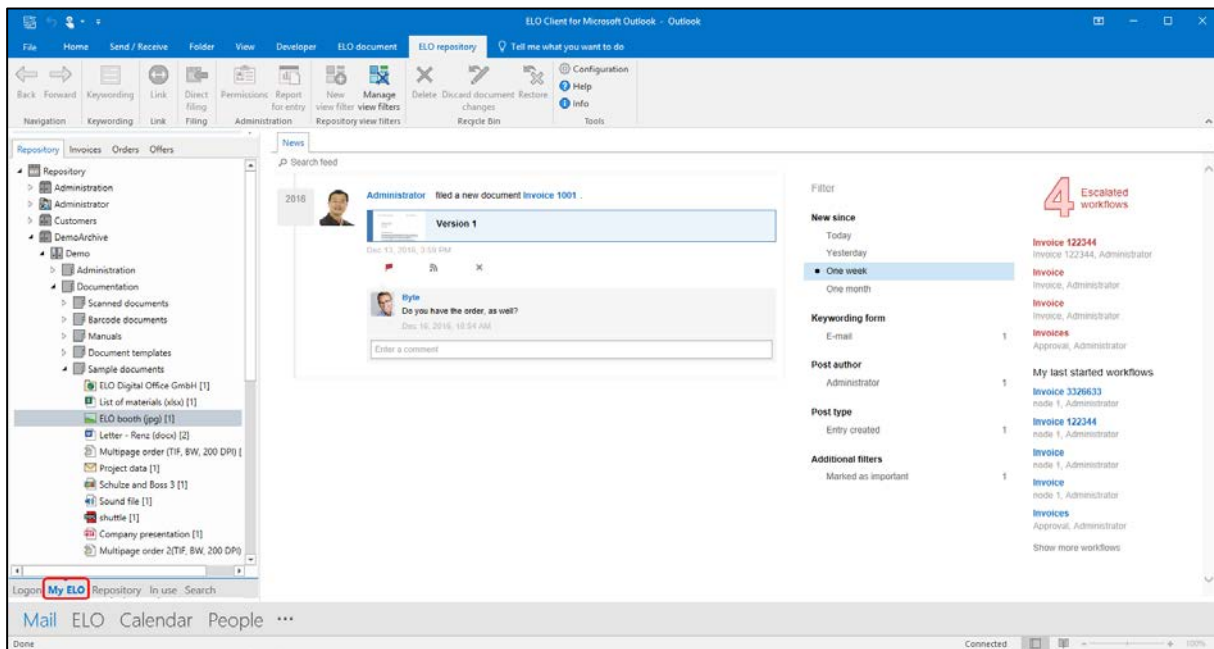 ELO Client for Microsoft Outlook - Outlook
File Home Send / Receive Folder View Developer ELO document ELO repository Tell me what you want to do
Back Forward Keywording Link Direct filing Permissions Report for entry New view filter Manage view filters Delete Discard document changes Restore
Configuration
Help
Info
Navigation Keywording Link Filing Administration Repository view filters Recycle Bin Tools
Repository Invoices Orders Offers
Repository
Administration
Administrator
Customers
DemoArchive
Demo
Administration
Documentation
Scanned documents
Barcode documents
Manuals
Document templates
Sample documents
ELO Digital Office GmbH [1]
List of materials (xlsx) [1]
ELO booth (jpg) [1]
Letter - Renz (docx) [2]
Multipage order (TIF, BW, 200 DPI) [
Project data [1]
Schulze and Boss 3 [1]
Sound file [1]
shuttle [1]
Company presentation [1]
Multipage order 2(TIF, BW, 200 DPI)
Logon My ELO Repository In use Search
News
Search feed
2016
Administrator filed a new document Invoice 1001 .
Version 1
Dec 13, 2016, 3:59 PM
Byte
Do you have the order, as well?
Dec 16, 2016, 10:54 AM
Enter a comment
Filter
New since
Today
Yesterday
One week
One month
Keywording form
E-mail 1
Post author
Administrator 1
Post type
Entry created 1
Additional filters
Marked as important 1
4 Escalated workflows
Invoice 122344
Invoice 122344, Administrator
Invoice
Invoice, Administrator
Invoice
Invoice, Administrator
Invoices
Approval, Administrator
My last started workflows
Invoice 3326633
node 1, Administrator
Invoice 122344
node 1, Administrator
Invoice
node 1, Administrator
Invoice
node 1, Administrator
Invoices
Approval, Administrator
Show more workflows
Mail ELO Calendar People ···
Done Connected 100%